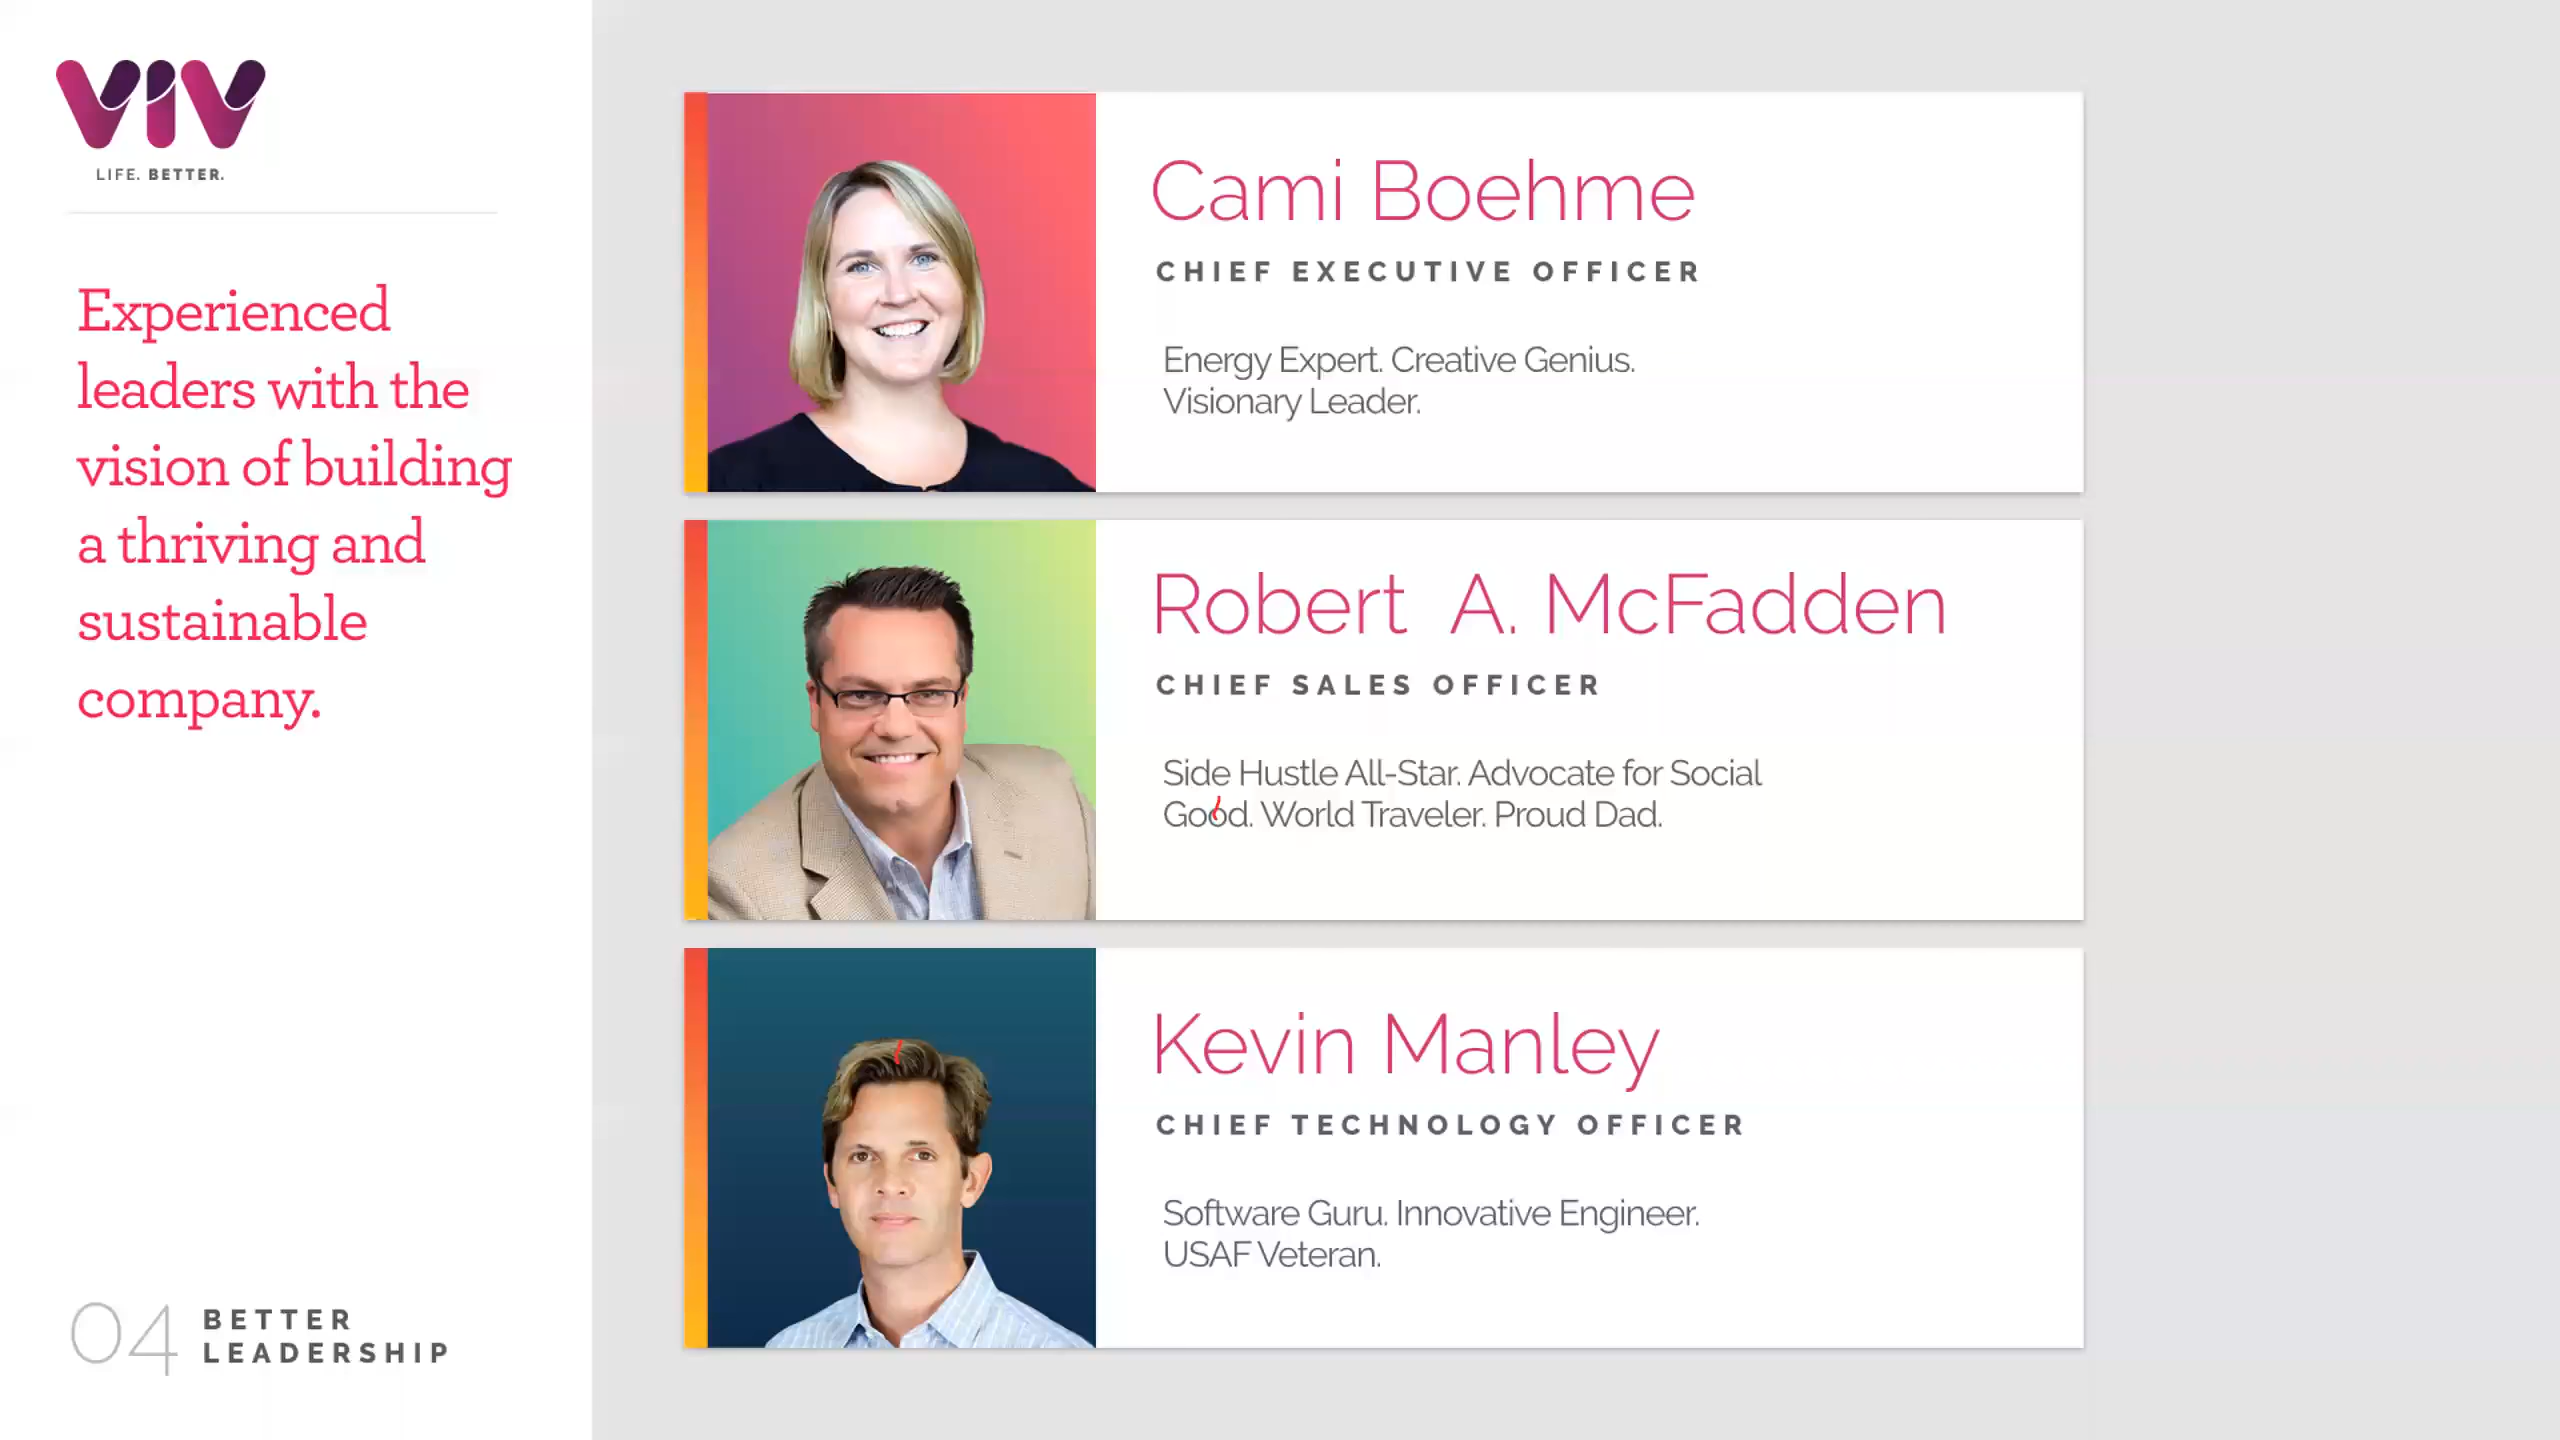 VIV
LIFE. BETTER.
Experienced
leaders with the
vision of building
a thriving and
sustainable
company.
04 BETTER
LEADERSHIP
Cami Boehme
CHIEF EXECUTIVE OFFICER
Energy Expert. Creative Genius.
Visionary Leader.
Robert A. McFadden
CHIEF SALES OFFICER
Side Hustle All-Star. Advocate for Social
Good. World Traveler. Proud Dad.
Kevin Manley
CHIEF TECHNOLOGY OFFICER
Software Guru. Innovative Engineer.
USAF Veteran.